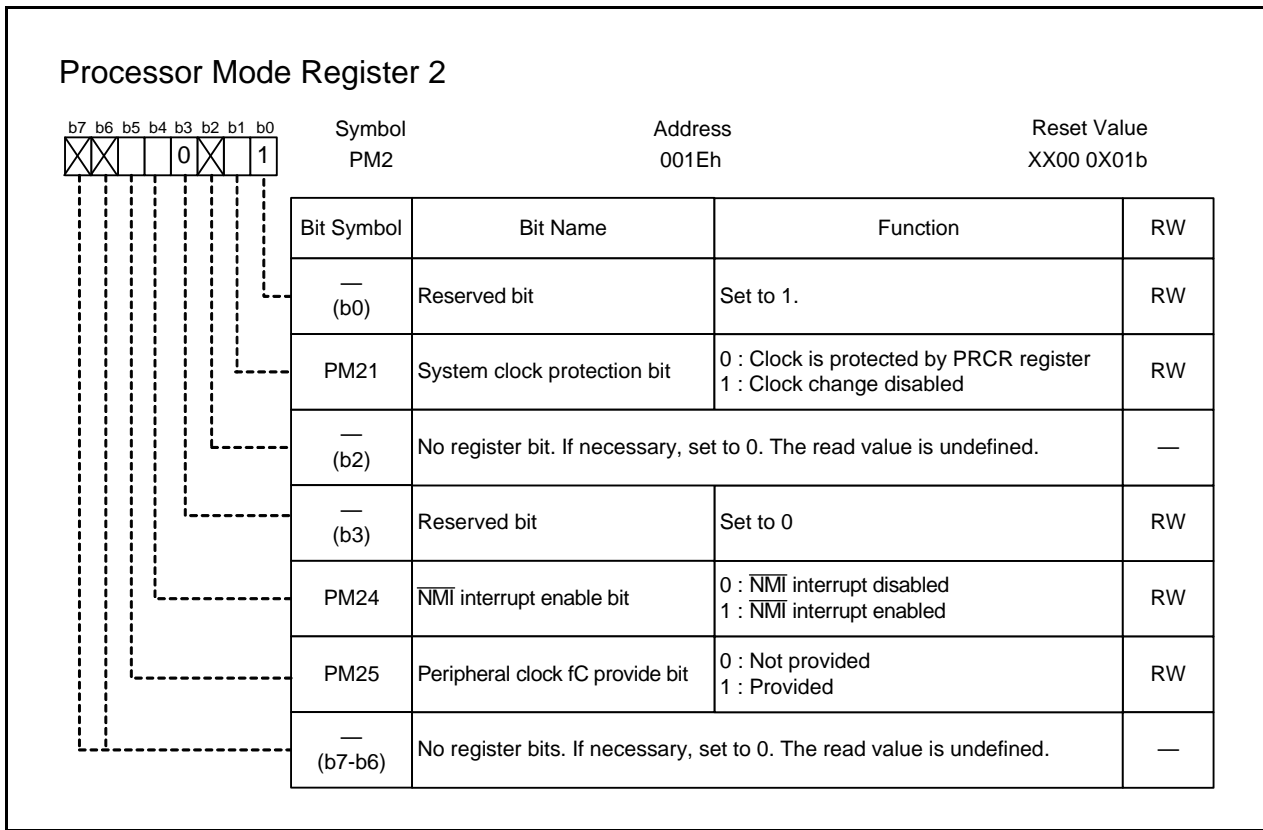 Processor Mode Register 2
b7 b6 b5 b4 b3 b2 b1 b0
0 1
Symbol Address Reset Value
PM2 001Eh XX00 0X01b
Bit Symbol Bit Name Function RW
—
(b0) Reserved bit Set to 1. RW
PM21 System clock protection bit 0 : Clock is protected by PRCR register
1 : Clock change disabled RW
—
(b2) No register bit. If necessary, set to 0. The read value is undefined. —
—
(b3) Reserved bit Set to 0 RW
PM24 N̅M̅I̅ interrupt enable bit 0 : N̅M̅I̅ interrupt disabled
1 : N̅M̅I̅ interrupt enabled RW
PM25 Peripheral clock fC provide bit 0 : Not provided
1 : Provided RW
—
(b7-b6) No register bits. If necessary, set to 0. The read value is undefined. —